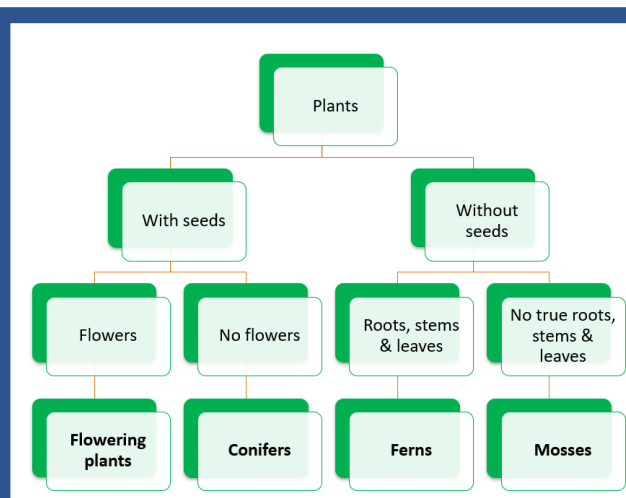 Plants
With seeds
Without
seeds
Flowers
No flowers
Roots, stems
& leaves
No true roots,
stems &
leaves
Flowering
plants
Conifers
Ferns
Mosses